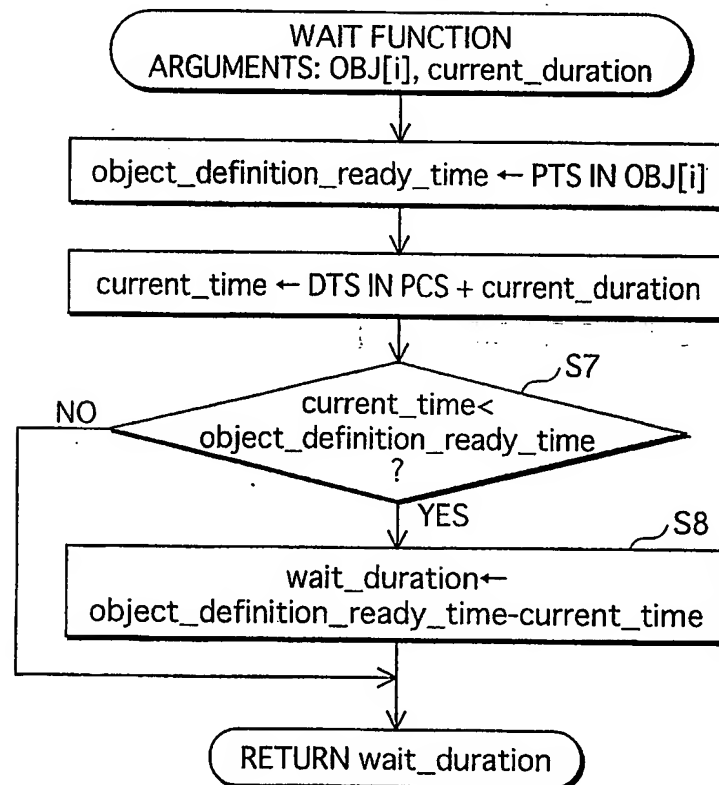 WAIT FUNCTION
ARGUMENTS: OBJ[i], current_duration
object_definition_ready_time ← PTS IN OBJ[i]
current_time ← DTS IN PCS + current_duration
S7
NO
current_time<
object_definition_ready_time
?
YES
S8
wait_duration←
object_definition_ready_time-current_time
RETURN wait_duration